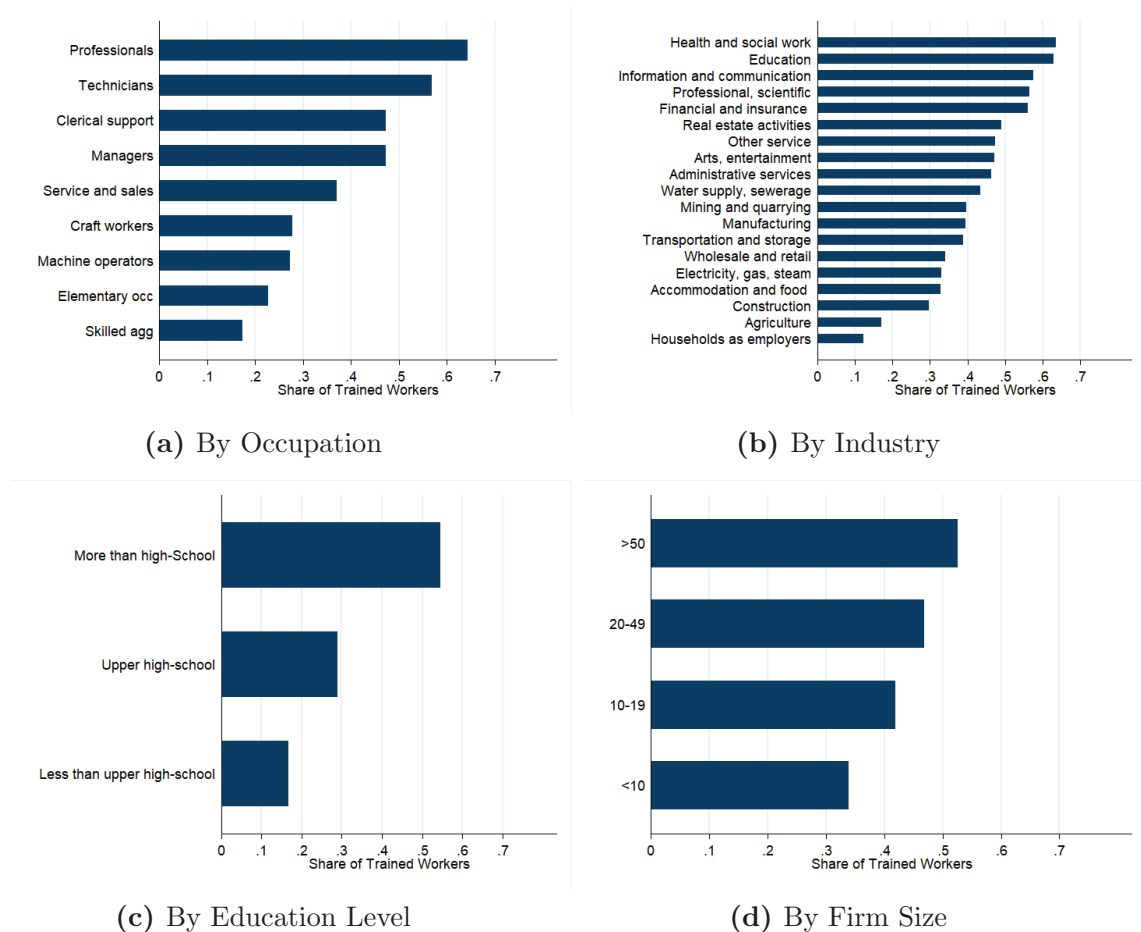 Professionals
Technicians
Clerical support
Managers
Service and sales
Craft workers
Machine operators
Elementary occ
Skilled agg
0 .1 .2 .3 .4 .5 .6 .7
Share of Trained Workers
(a) By Occupation
Health and social work
Education
Information and communication
Professional, scientific
Financial and insurance
Real estate activities
Other service
Arts, entertainment
Administrative services
Water supply, sewerage
Mining and quarrying
Manufacturing
Transportation and storage
Wholesale and retail
Electricity, gas, steam
Accommodation and food
Construction
Agriculture
Households as employers
0 .1 .2 .3 .4 .5 .6 .7
Share of Trained Workers
(b) By Industry
More than high-School
Upper high-school
Less than upper high-school
0 .1 .2 .3 .4 .5 .6 .7
Share of Trained Workers
(c) By Education Level
>50
20-49
10-19
<10
0 .1 .2 .3 .4 .5 .6 .7
Share of Trained Workers
(d) By Firm Size